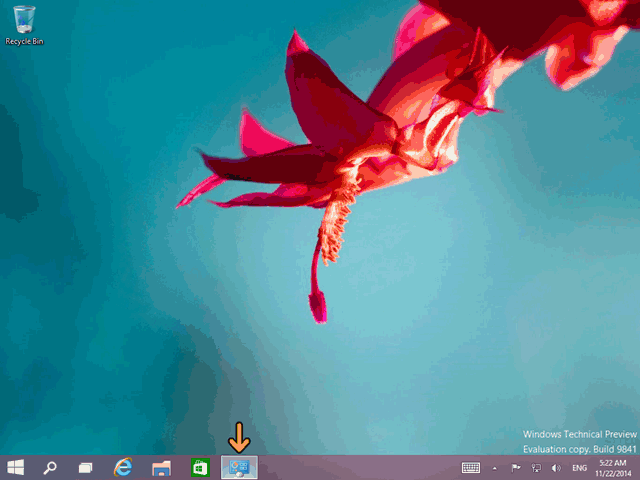 Recycle Bin
Windows Technical Preview
Evaluation copy. Build 9841
ENG
5:22 AM
11/22/2014